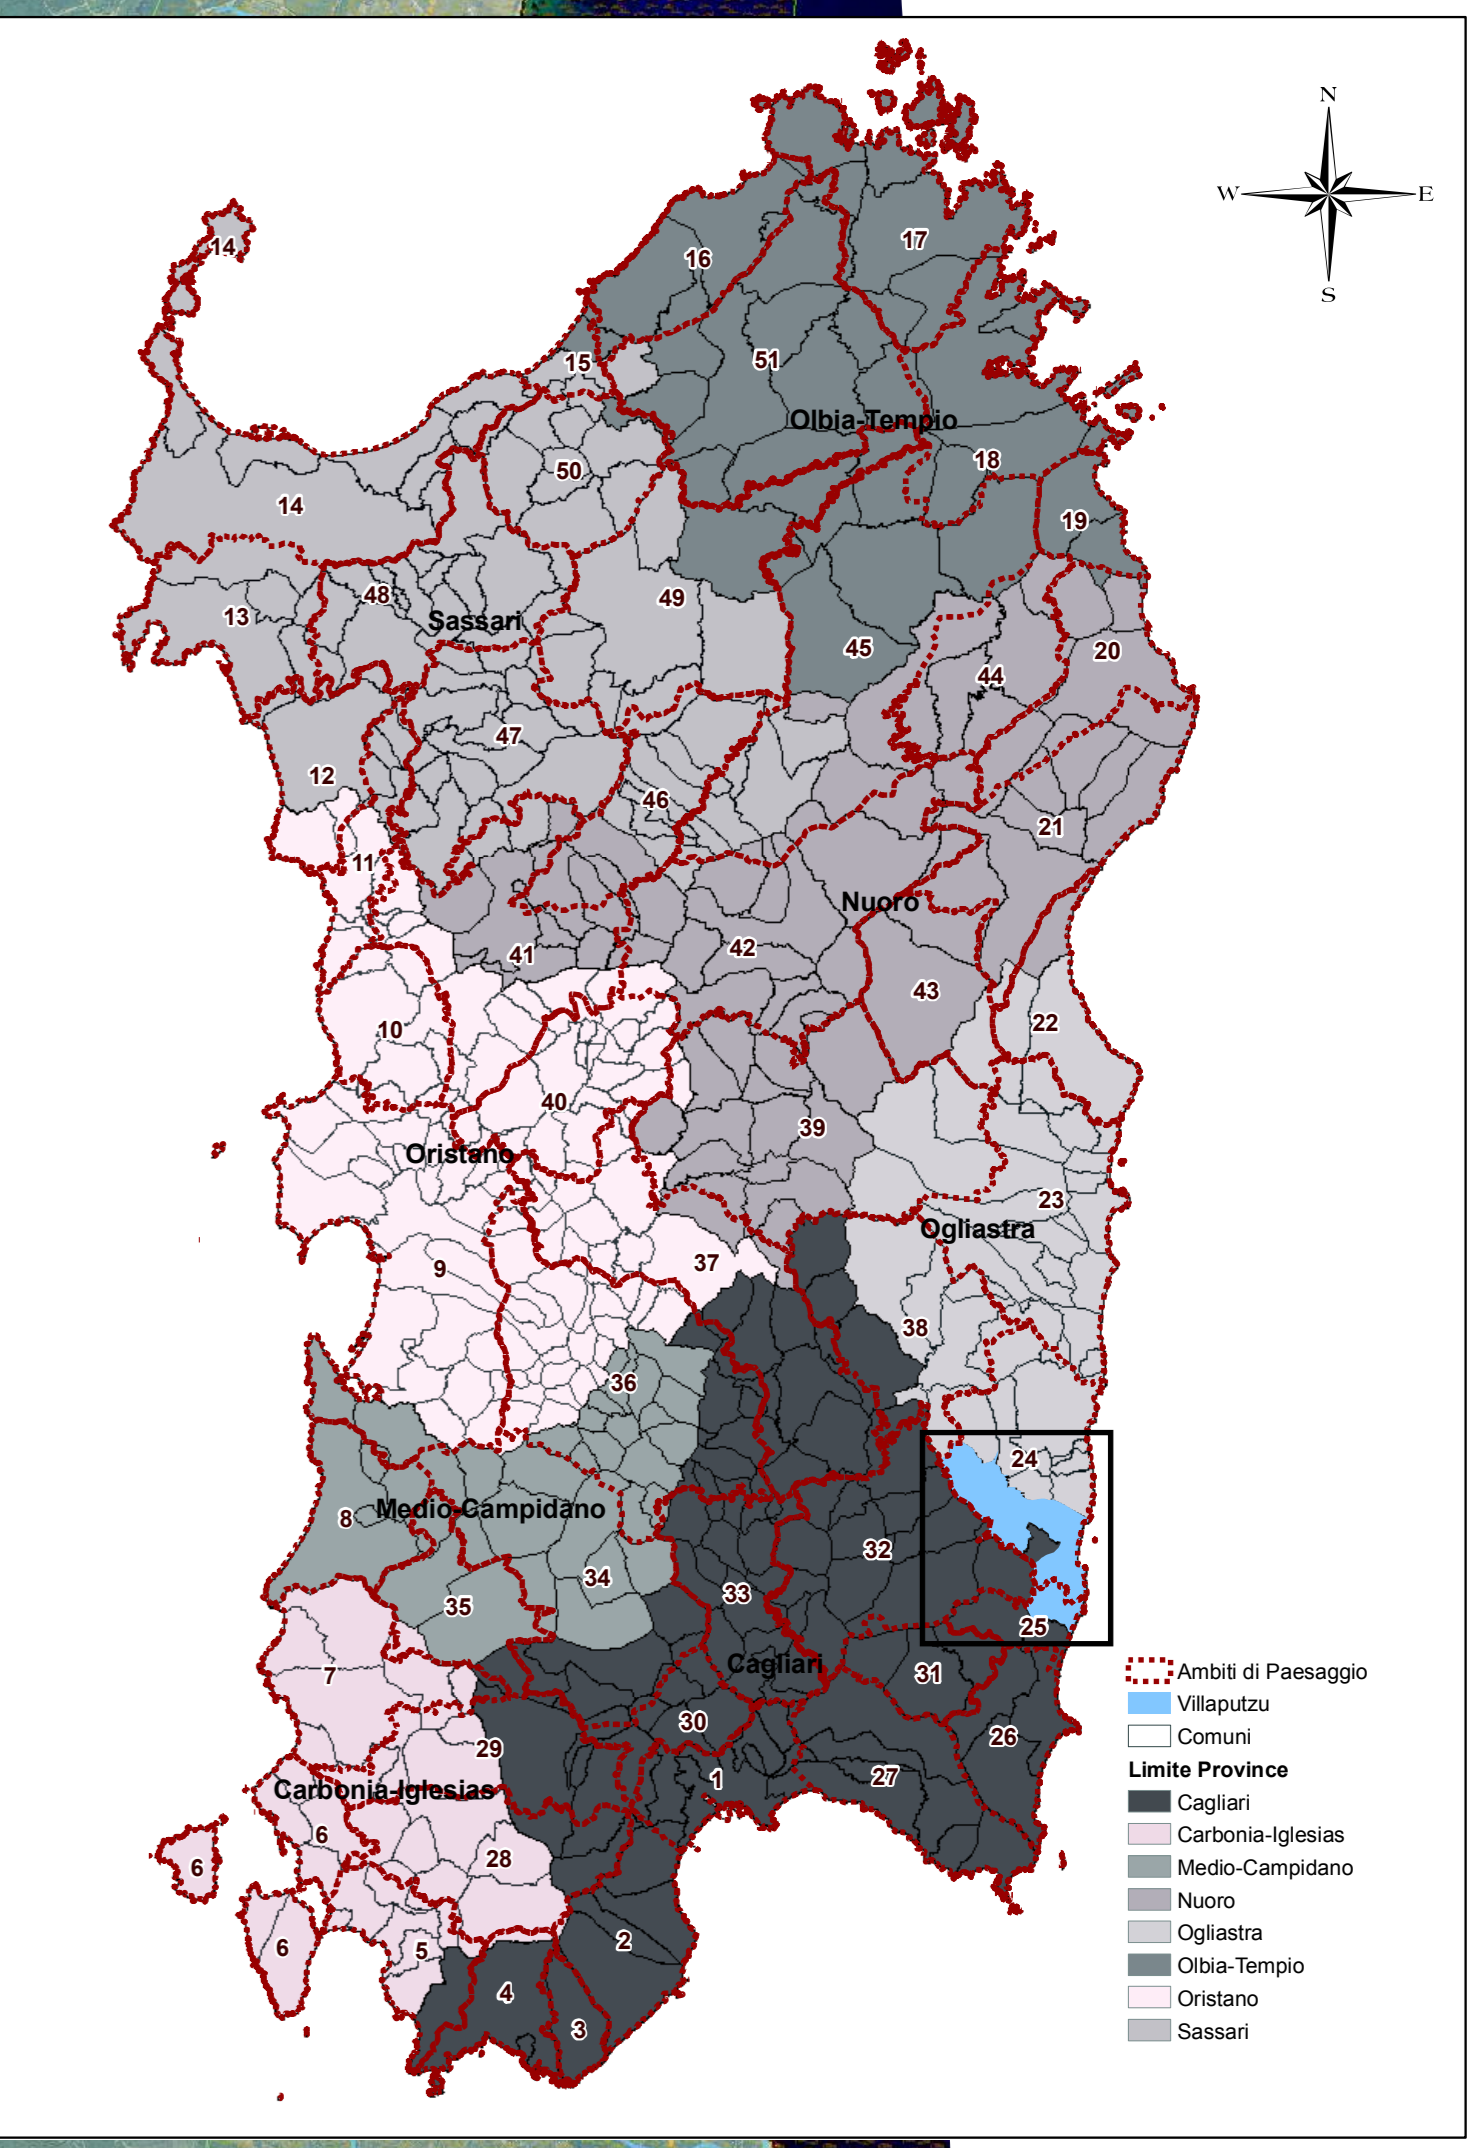 N
W E
S
14
17
16
15
51
Olbia-Tempio
50
18
14
19
48
49
13
Sassari
45
20
44
47
12
46
21
11
Nuoro
41
42
43
22
10
40
39
Oristano
23
Ogliastra
37
9
38
36
24
Medio-Campidano
8
32
34
33
35
25
Cagliari
31
7
30
26
29
1
27
Carbonia-Iglesias
6
28
6
2
6
5
4
3
Ambiti di Paesaggio
Villaputzu
Comuni
Limite Province
Cagliari
Carbonia-Iglesias
Medio-Campidano
Nuoro
Ogliastra
Olbia-Tempio
Oristano
Sassari